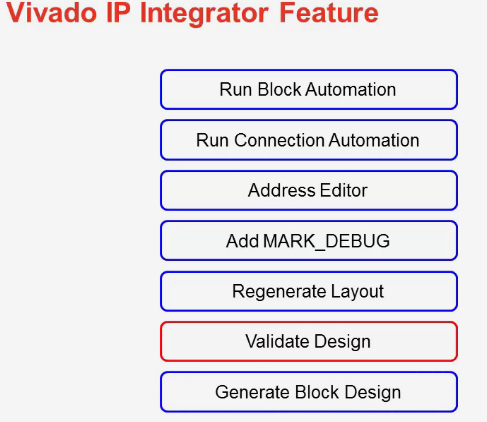 Vivado IP Integrator Feature
Run Block Automation
Run Connection Automation
Address Editor
Add MARK_DEBUG
Regenerate Layout
Validate Design
Generate Block Design